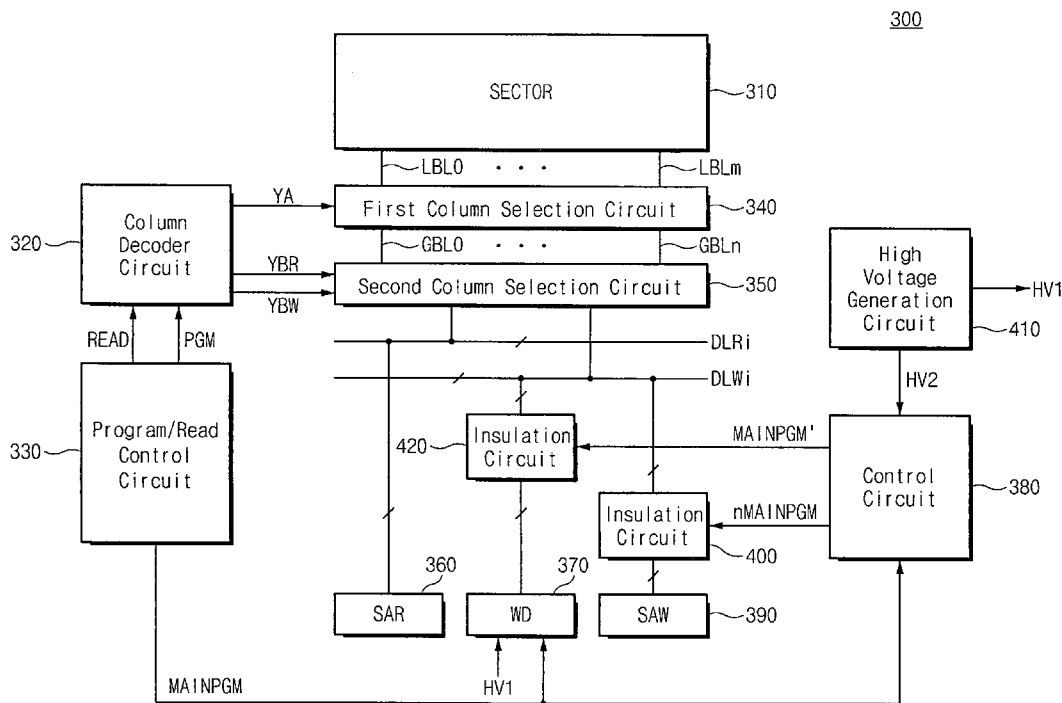 300
SECTOR
310
LBL0 · · · LBLm
Column
Decoder
Circuit
320
YA
First Column Selection Circuit
340
GBL0 · · · GBLn
YBR
YBW
Second Column Selection Circuit
350
High
Voltage
Generation
Circuit
HV1
410
READ
PGM
DLRi
DLWi
HV2
Program/Read
Control
Circuit
330
420
Insulation
Circuit
MAINPGM'
Control
Circuit
380
Insulation
Circuit
nMAINPGM
400
360
SAR
370
WD
SAW
390
MAINPGM
HV1